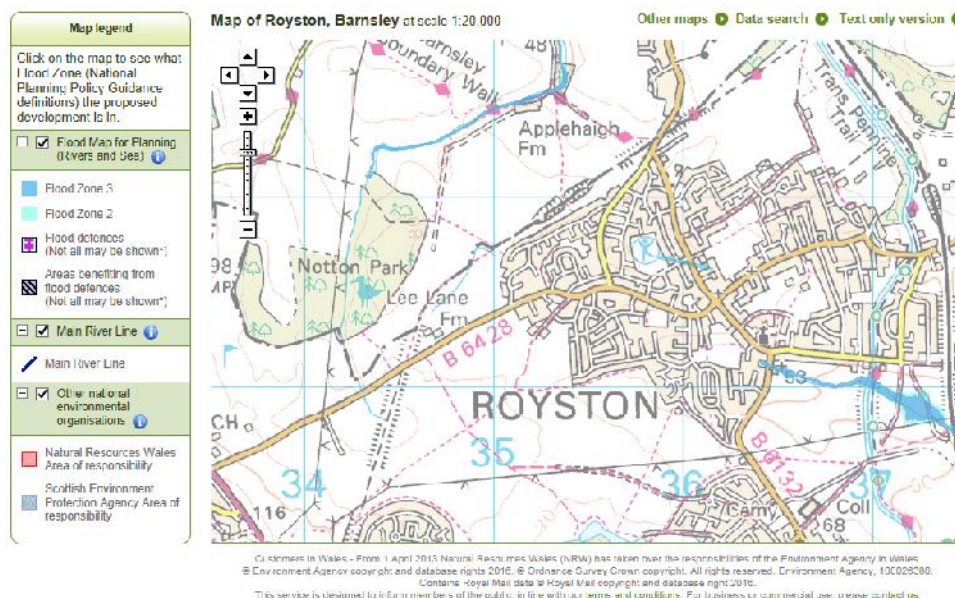 Map of Royston, Barnsley at scale 1:20,000
Other maps Data search Text only version
Map legend
Click on the map to see what
Flood Zone (National
Planning Policy Guidance
definitions) the proposed
development is in.
Flood Map for Planning
(Rivers and Sea)
Flood Zone 3
Flood Zone 2
Flood defences
(Not all may be shown*)
Areas benefiting from
flood defences
(Not all may be shown*)
Main River Line
Main River Line
Other national
environmental
organisations
Natural Resources Wales
Area of responsibility
Scottish Environment
Protection Agency Area of
responsibility
Barnsley
Boundary Walk
48
Applehaigh
Fm
Trans Pennine
Trail
98
Notton Park
Lee Lane
Fm
B 6428
53
ROYSTON
CH
34
35
36
37
B 6132
116
Coll
68
Customers in Wales - From 1 April 2013 Natural Resources Wales (NRW) has taken over the responsibilities of the Environment Agency in Wales
© Environment Agency copyright and database rights 2016. © Ordnance Survey Crown copyright. All rights reserved. Environment Agency, 100026380.
Contains Royal Mail data © Royal Mail copyright and database right 2016.
This service is designed to inform members of the public, in line with our terms and conditions. For business or commercial use, please contact us.